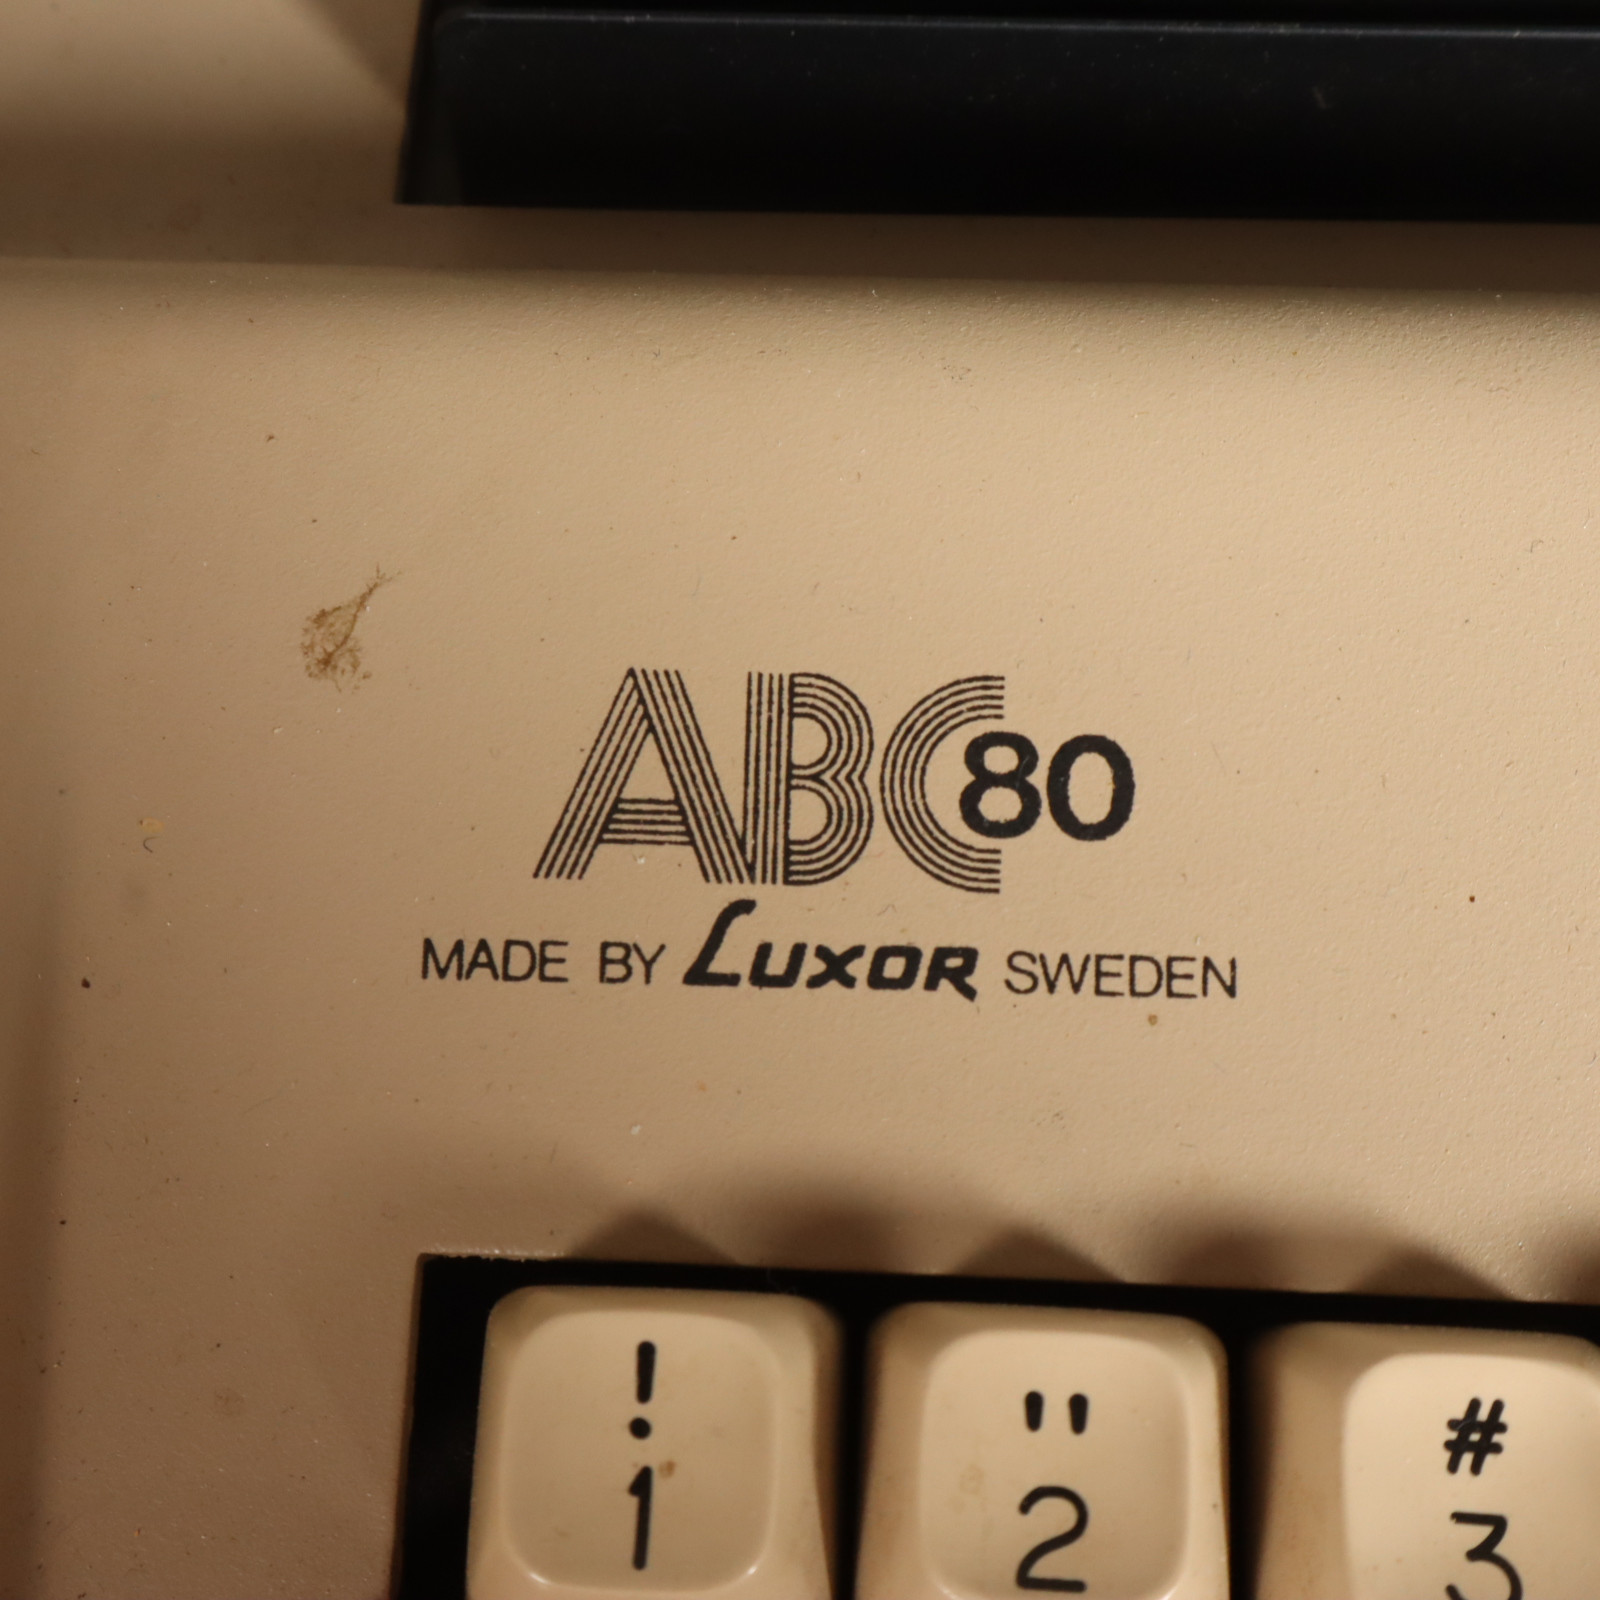 ABC80
MADE BY LUXOR SWEDEN
! " #
1 2 3